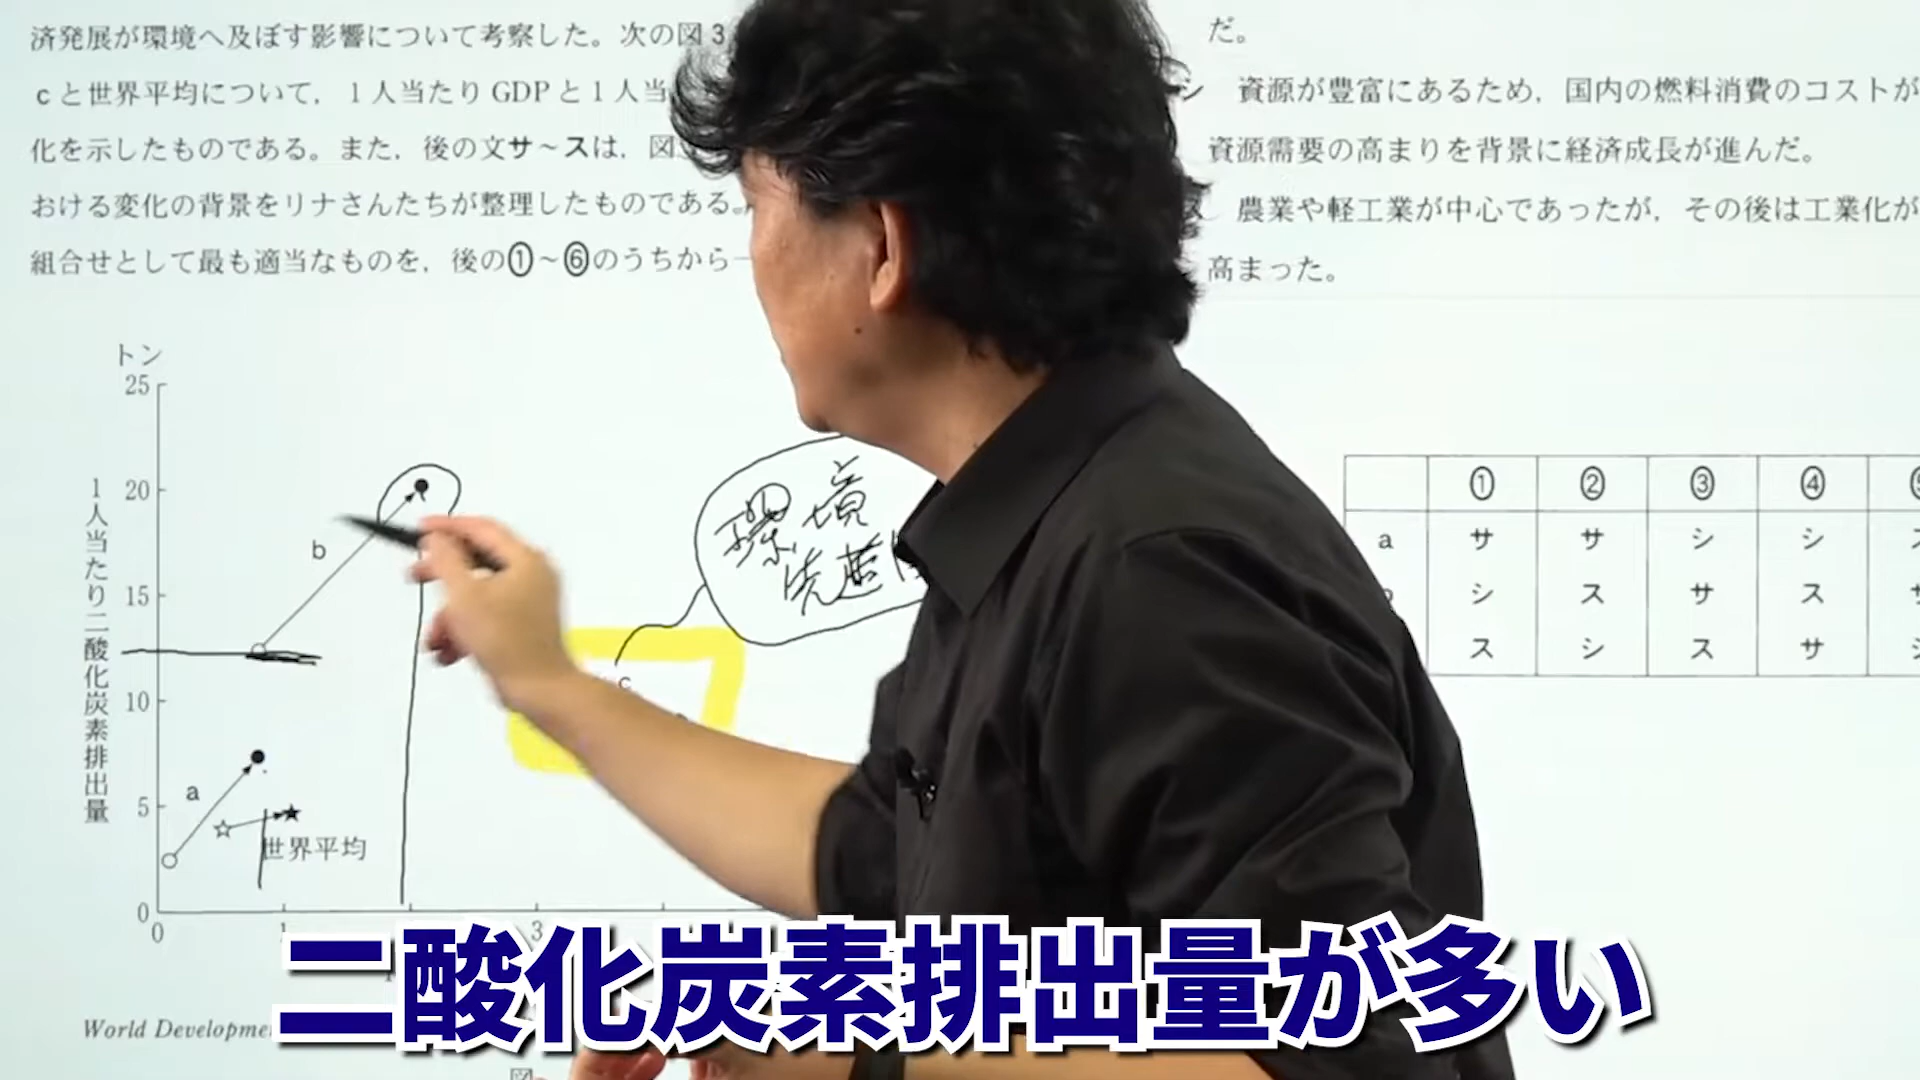 済発展が環境へ及ぼす影響について考察した。次の図3
cと世界平均について，1人当たりGDPと1人当
化を示したものである。また，後の文サ～スは，図
おける変化の背景をリナさんたちが整理したものである。
組合せとして最も適当なものを，後の①～⑥のうちから一
だ。
シ 資源が豊富にあるため，国内の燃料消費のコストが
資源需要の高まりを背景に経済成長が進んだ。
ス 農業や軽工業が中心であったが，その後は工業化が
高まった。
トン
25
20
15
10
5
0
1人当たり二酸化炭素排出量
b
a
c
世界平均
環境
先進
0 1 3
① ② ③ ④
a サ サ シ シ
シ ス サ ス
ス シ ス サ
World Developme
図
二酸化炭素排出量が多い